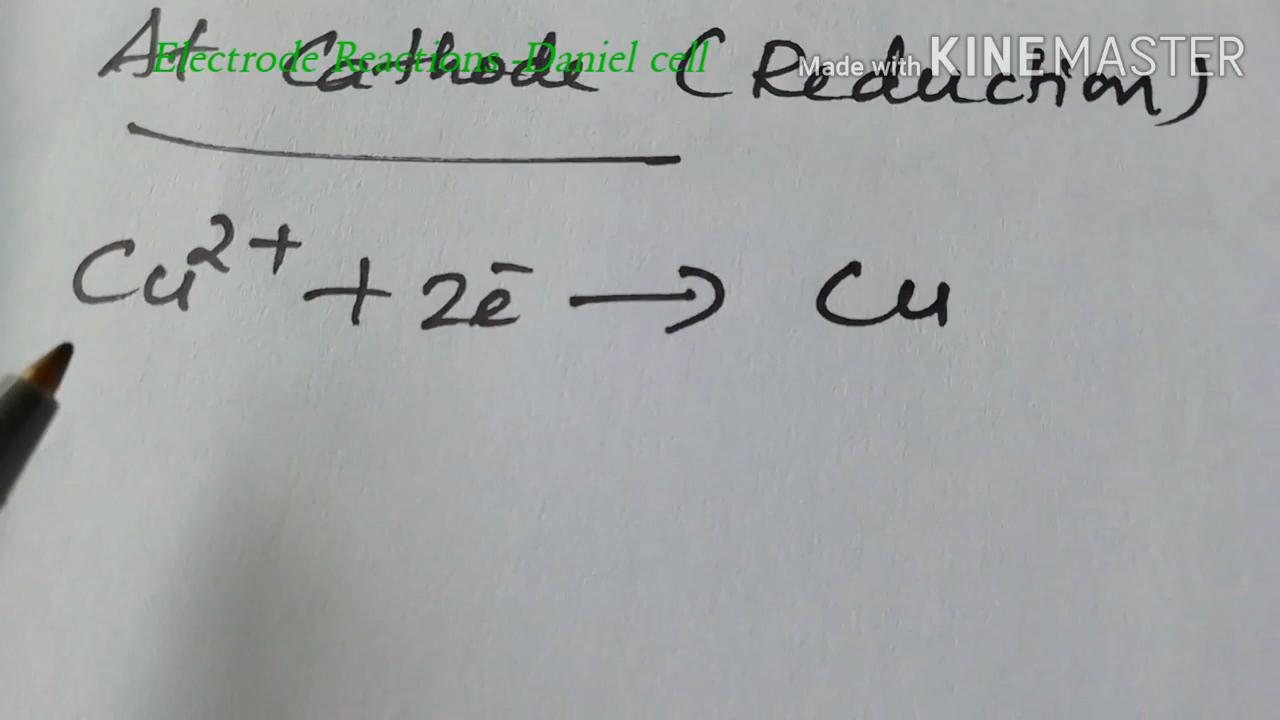 At Cathode (Reduction)
Electrode Reactions -Daniel cell
Made with KINEMASTER
Cu²⁺ + 2e⁻ → Cu